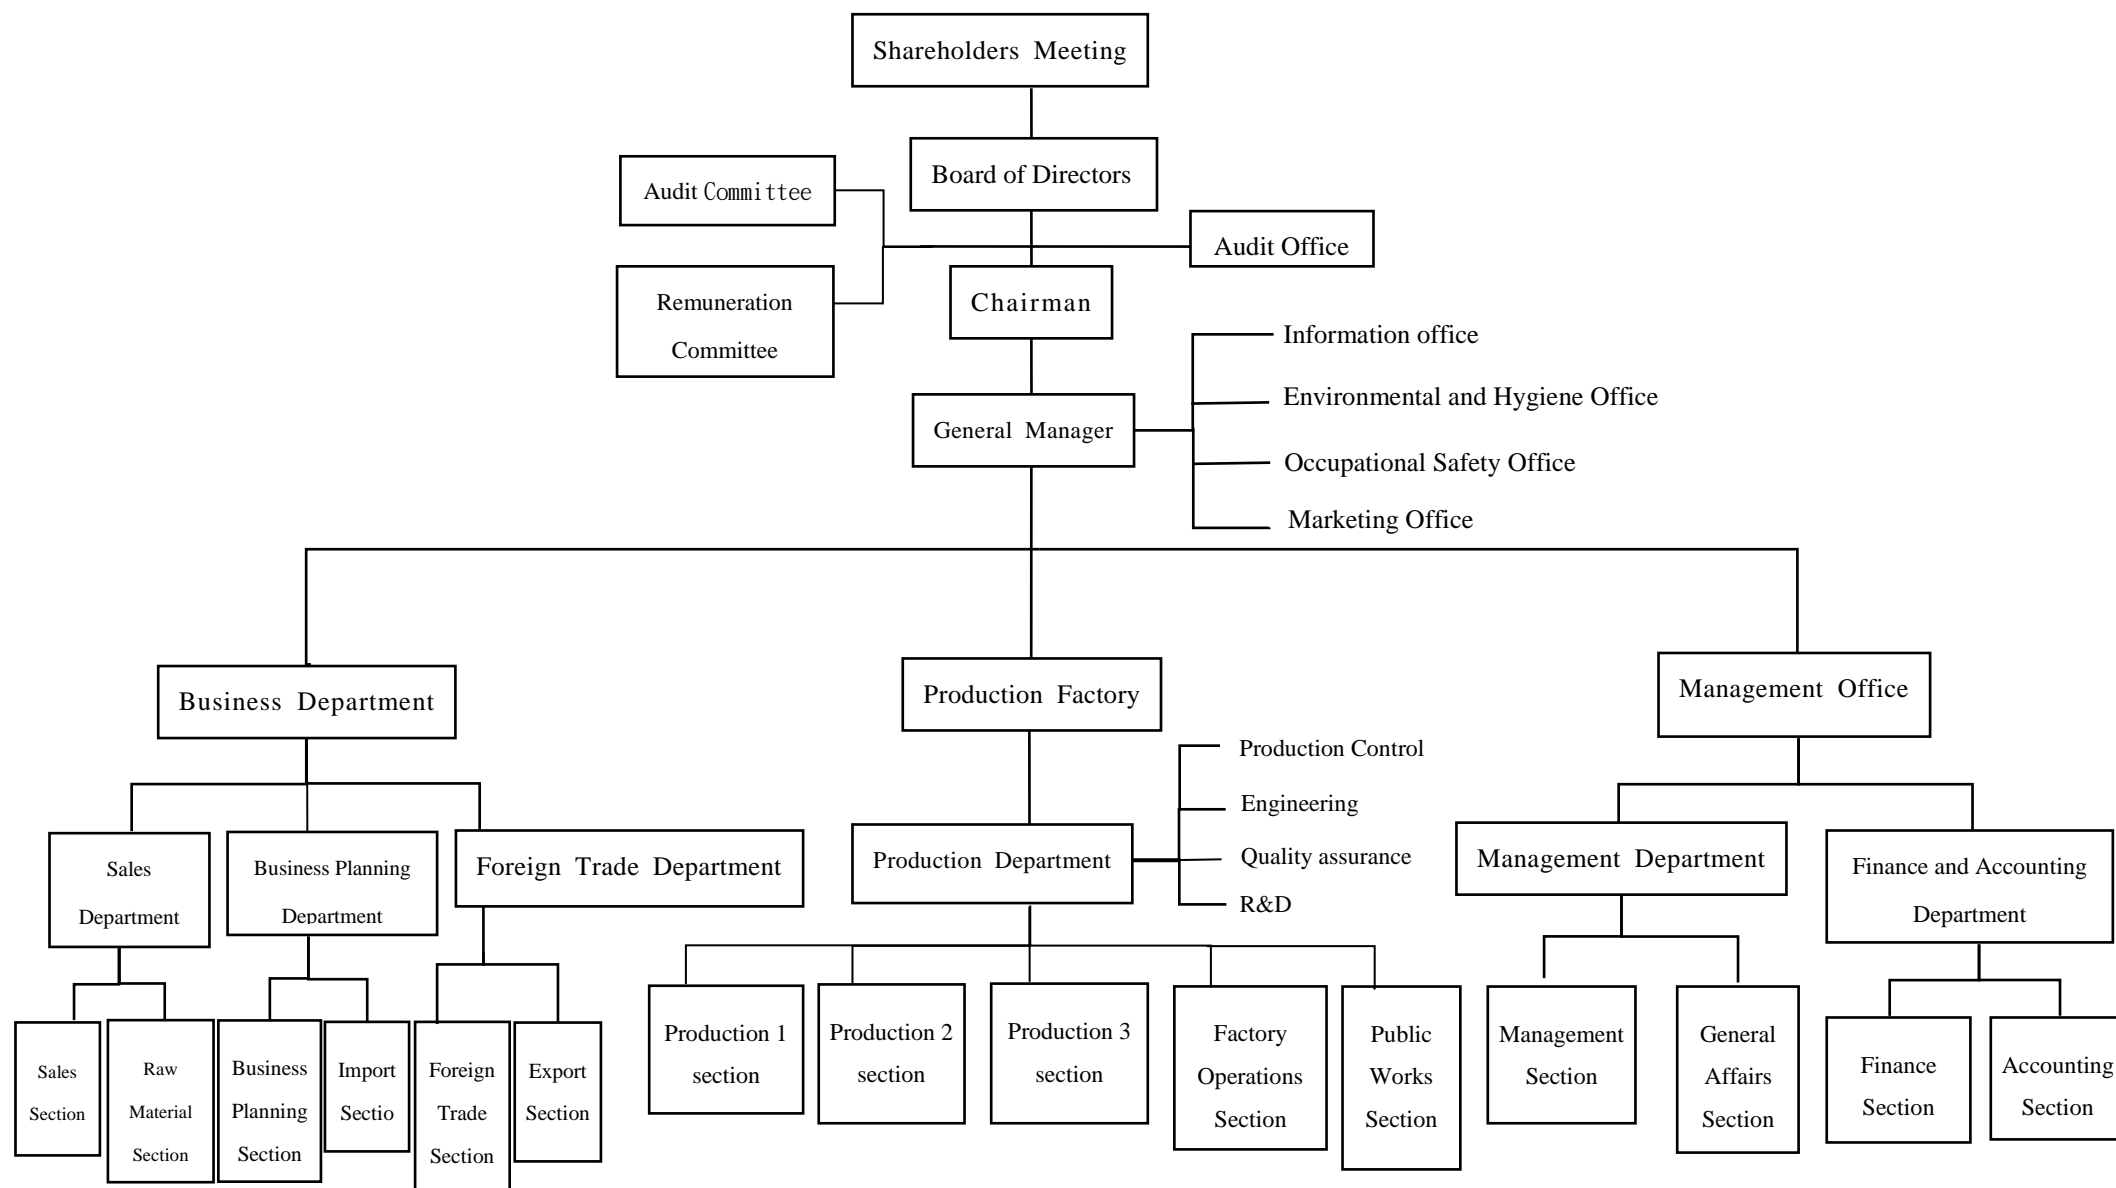 Shareholders Meeting
Board of Directors
Audit Committee
Audit Office
Remuneration
Committee
Chairman
Information office
Environmental and Hygiene Office
General Manager
Occupational Safety Office
Marketing Office
Business Department
Production Factory
Management Office
Production Control
Engineering
Quality assurance
R&D
Sales
Department
Business Planning
Department
Foreign Trade Department
Production Department
Management Department
Finance and Accounting
Department
Sales
Section
Raw
Material
Section
Business
Planning
Section
Import
Sectio
Foreign
Trade
Section
Export
Section
Production 1
section
Production 2
section
Production 3
section
Factory
Operations
Section
Public
Works
Section
Management
Section
General
Affairs
Section
Finance
Section
Accounting
Section